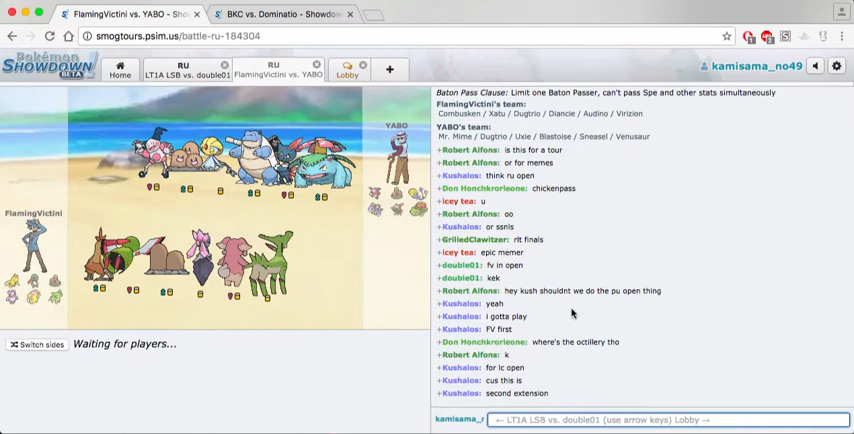 FlamingVictini vs. YABO - Sho
BKC vs. Dominatio - Showdow
smogtours.psim.us/battle-ru-184304
Pokémon
SHOWDOWN!
BETA
Home
RU
LT1A LSB vs. double01
RU
FlamingVictini vs. YABO
Lobby
+
kamisama_no49
Baton Pass Clause: Limit one Baton Passer, can't pass Spe and other stats simultaneously
FlamingVictini's team:
Combusken / Xatu / Dugtrio / Diancie / Audino / Virizion
YABO's team:
Mr. Mime / Dugtrio / Uxie / Blastoise / Sneasel / Venusaur
+Robert Alfons: is this for a tour
+Robert Alfons: or for memes
+Kushalos: think ru open
+Don Honchkrorleone: chickenpass
+icey tea: u
+Robert Alfons: oo
+Kushalos: or ssnls
+GrilledClawitzer: rlt finals
+icey tea: epic memer
+double01: fv in open
+double01: kek
+Robert Alfons: hey kush shouldnt we do the pu open thing
+Kushalos: yeah
+Kushalos: i gotta play
+Kushalos: FV first
+Don Honchkrorleone: where's the octillery tho
+Robert Alfons: k
+Kushalos: for lc open
+Kushalos: cus this is
+Kushalos: second extension
YABO
FlamingVictini
Switch sides
Waiting for players...
kamisama_r
← LT1A LSB vs. double01 (use arrow keys) Lobby →